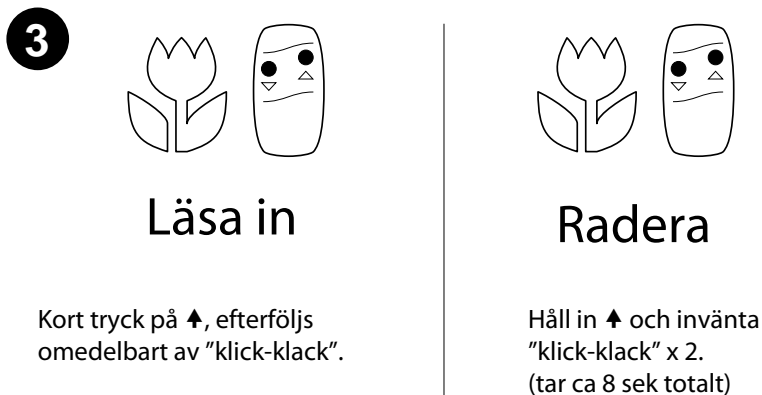 3
Läsa in
Kort tryck på ↑, efterföljs
omedelbart av ”klick-klack”.
Radera
Håll in ↑ och invänta
”klick-klack” x 2.
(tar ca 8 sek totalt)